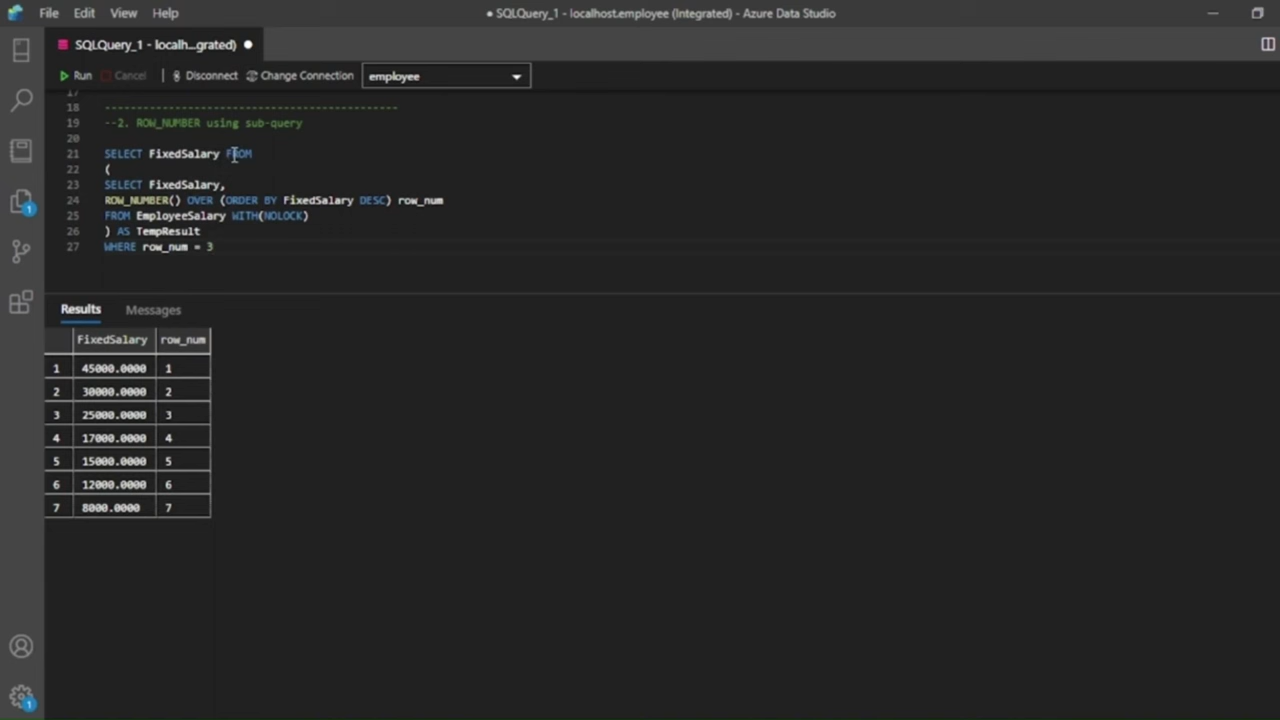 File Edit View Help
● SQLQuery_1 - localhost.employee (Integrated) - Azure Data Studio
SQLQuery_1 - localh...grated) ●
Run Cancel Disconnect Change Connection employee
17
18 ----------------------------------------------
19 --2. ROW_NUMBER using sub-query
20
21 SELECT FixedSalary FROM
22 (
23 SELECT FixedSalary,
24 ROW_NUMBER() OVER (ORDER BY FixedSalary DESC) row_num
25 FROM EmployeeSalary WITH(NOLOCK)
26 ) AS TempResult
27 WHERE row_num = 3
Results Messages
FixedSalary row_num
1 45000.0000 1
2 30000.0000 2
3 25000.0000 3
4 17000.0000 4
5 15000.0000 5
6 12000.0000 6
7 8000.0000 7
1
1